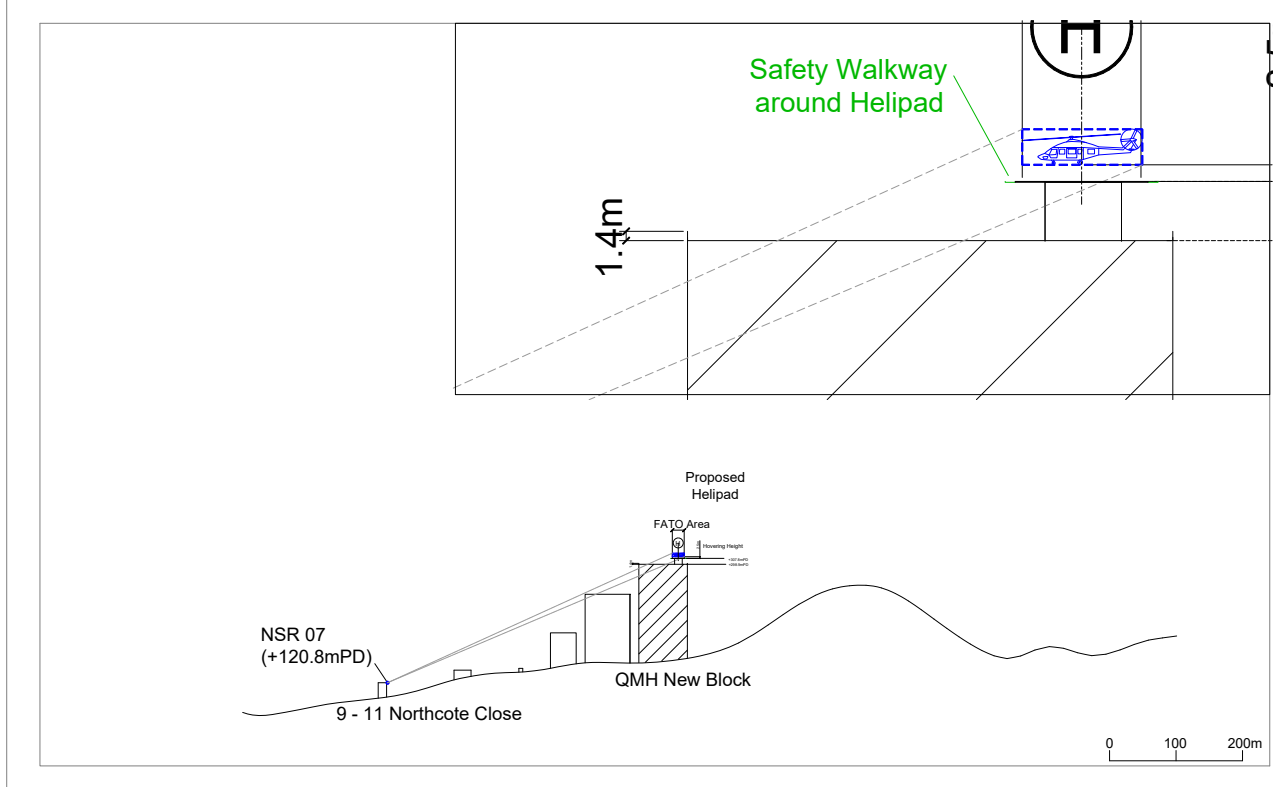 H
Safety Walkway
around Helipad
1.4m
Proposed
Helipad
FATO Area
H
Hovering Height
NSR 07
(+120.8mPD)
QMH New Block
9 - 11 Northcote Close
0 100 200m